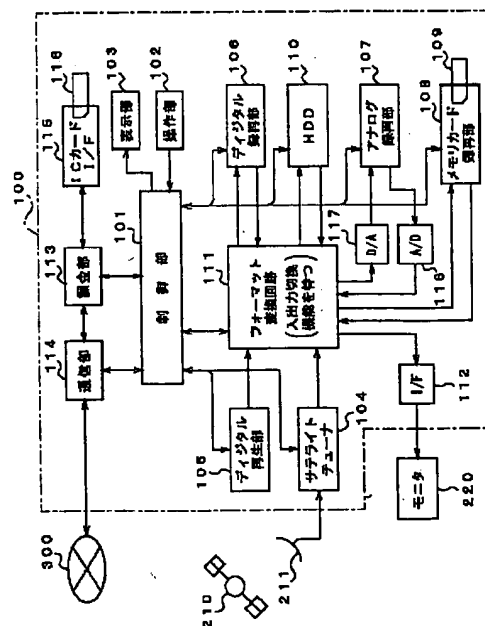 300
100
114
通信部
113
課金部
115
ICカード
I/F
116
101
制御部
103
表示部
102
操作部
105
ディジタル
再生部
111
フォーマット
変換回路
(入出力切換
機能を持つ)
106
ディジタル
録再部
110
HDD
210
211
サテライト
チューナ
104
117
D/A
A/D
118
107
アナログ
録再部
モニタ
220
I/F
112
108
109
メモリカード
録再部